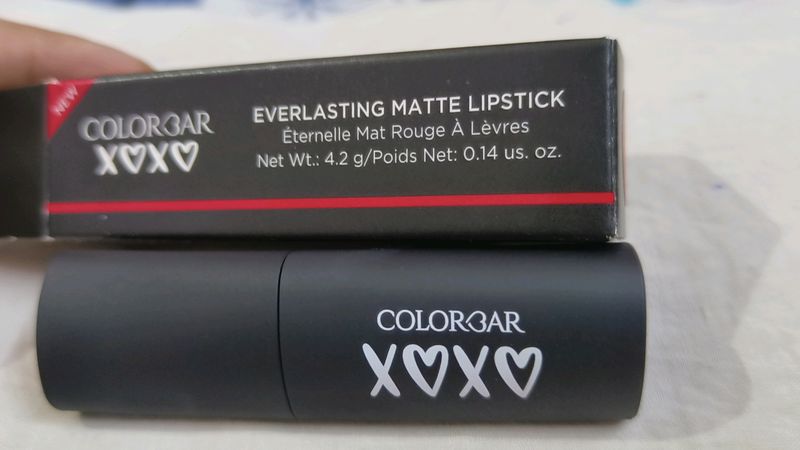 NEW
COLORBAR
XOXO
EVERLASTING MATTE LIPSTICK
Éternelle Mat Rouge À Lèvres
Net Wt.: 4.2 g/Poids Net: 0.14 us. oz.
COLORBAR
XOXO